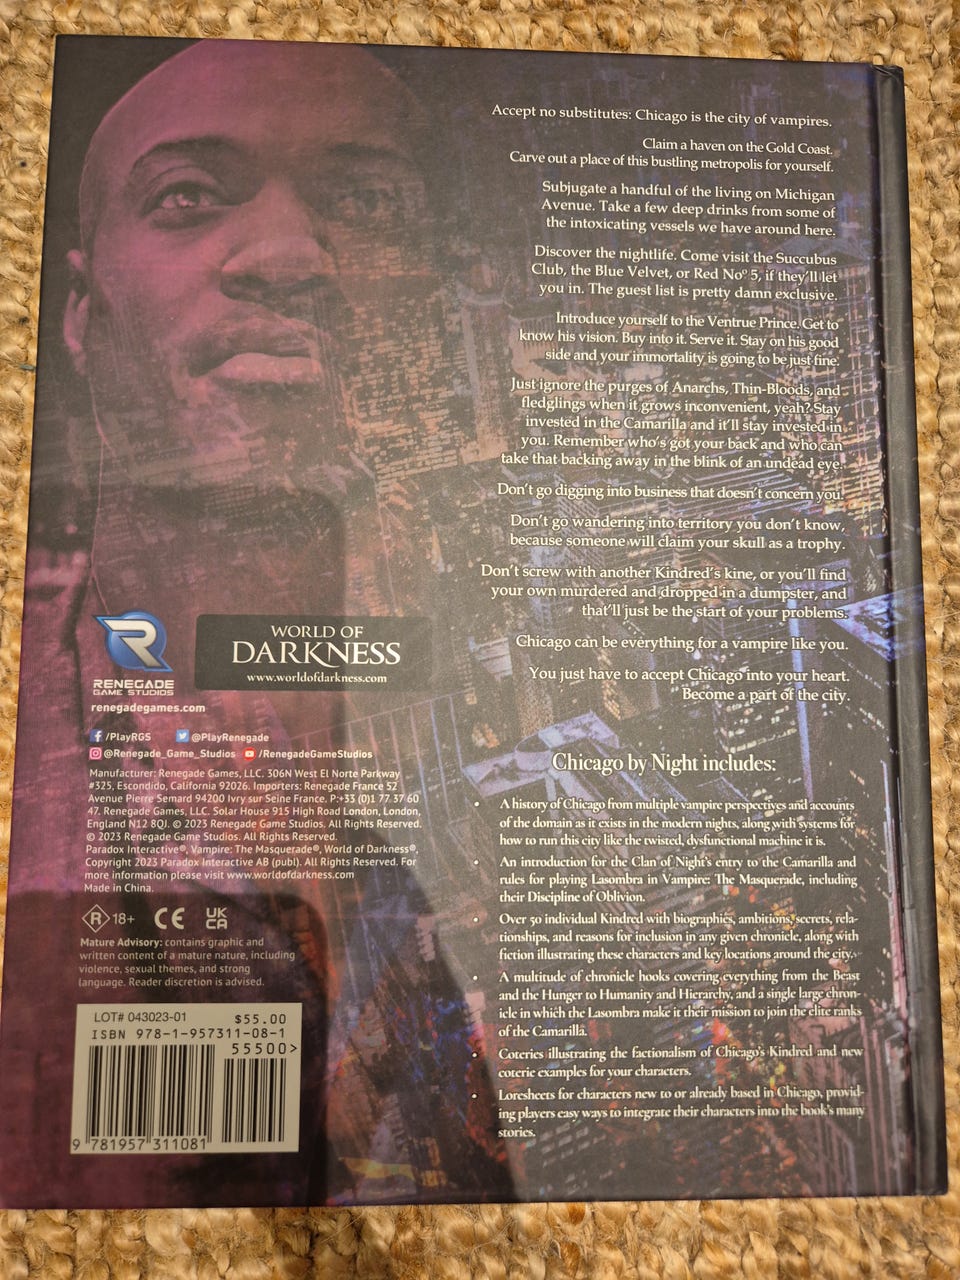 Accept no substitutes: Chicago is the city of vampires.
Claim a haven on the Gold Coast.
Carve out a place of this bustling metropolis for yourself.
Subjugate a handful of the living on Michigan
Avenue. Take a few deep drinks from some of
the intoxicating vessels we have around here.
Discover the nightlife. Come visit the Succubus
Club, the Blue Velvet, or Red Noº 5, if they'll let
you in. The guest list is pretty damn exclusive.
Introduce yourself to the Ventrue Prince. Get to
know his vision. Buy into it. Serve it. Stay on his good
side and your immortality is going to be just fine.
Just ignore the purges of Anarchs, Thin-Bloods, and
fledglings when it grows inconvenient, yeah? Stay
invested in the Camarilla and it'll stay invested in
you. Remember who's got your back and who can
take that backing away in the blink of an undead eye.
Don't go digging into business that doesn't concern you.
Don't go wandering into territory you don't know,
because someone will claim your skull as a trophy.
Don't screw with another Kindred's kine, or you'll find
your own murdered and dropped in a dumpster, and
that'll just be the start of your problems.
Chicago can be everything for a vampire like you.
You just have to accept Chicago into your heart.
Become a part of the city.
Chicago by Night includes:
• A history of Chicago from multiple vampire perspectives and accounts
of the domain as it exists in the modern nights, along with systems for
how to run this city like the twisted, dysfunctional machine it is.
• An introduction for the Clan of Night's entry to the Camarilla and
rules for playing Lasombra in Vampire: The Masquerade, including
their Discipline of Oblivion.
• Over 50 individual Kindred with biographies, ambitions, secrets, rela-
tionships, and reasons for inclusion in any given chronicle, along with
fiction illustrating these characters and key locations around the city.
• A multitude of chronicle hooks covering everything from the Beast
and the Hunger to Humanity and Hierarchy, and a single large chron-
icle in which the Lasombra make it their mission to join the elite ranks
of the Camarilla.
• Coteries illustrating the factionalism of Chicago's Kindred and new
coterie examples for your characters.
• Loresheets for characters new to or already based in Chicago, provid-
ing players easy ways to integrate their characters into the book's many
stories.
R
RENEGADE
GAME STUDIOS
renegadegames.com
WORLD OF
DARKNESS
www.worldofdarkness.com
/PlayRGS @PlayRenegade
@Renegade_Game_Studios /RenegadeGameStudios
Manufacturer: Renegade Games, LLC. 306N West El Norte Parkway
#325, Escondido, California 92026. Importers: Renegade France 52
Avenue Pierre Semard 94200 Ivry sur Seine France. P:+33 (0)1 77 37 60
47. Renegade Games, LLC. Solar House 915 High Road London, London,
England N12 8QJ. © 2023 Renegade Game Studios. All Rights Reserved.
© 2023 Renegade Game Studios. All Rights Reserved.
Paradox Interactive®, Vampire: The Masquerade®, World of Darkness®,
Copyright 2023 Paradox Interactive AB (publ). All Rights Reserved. For
more information please visit www.worldofdarkness.com
Made in China.
R 18+ CE UK
CA
Mature Advisory: contains graphic and
written content of a mature nature, including
violence, sexual themes, and strong
language. Reader discretion is advised.
LOT# 043023-01 $55.00
ISBN 978-1-957311-08-1
55500>
9 781957 311081